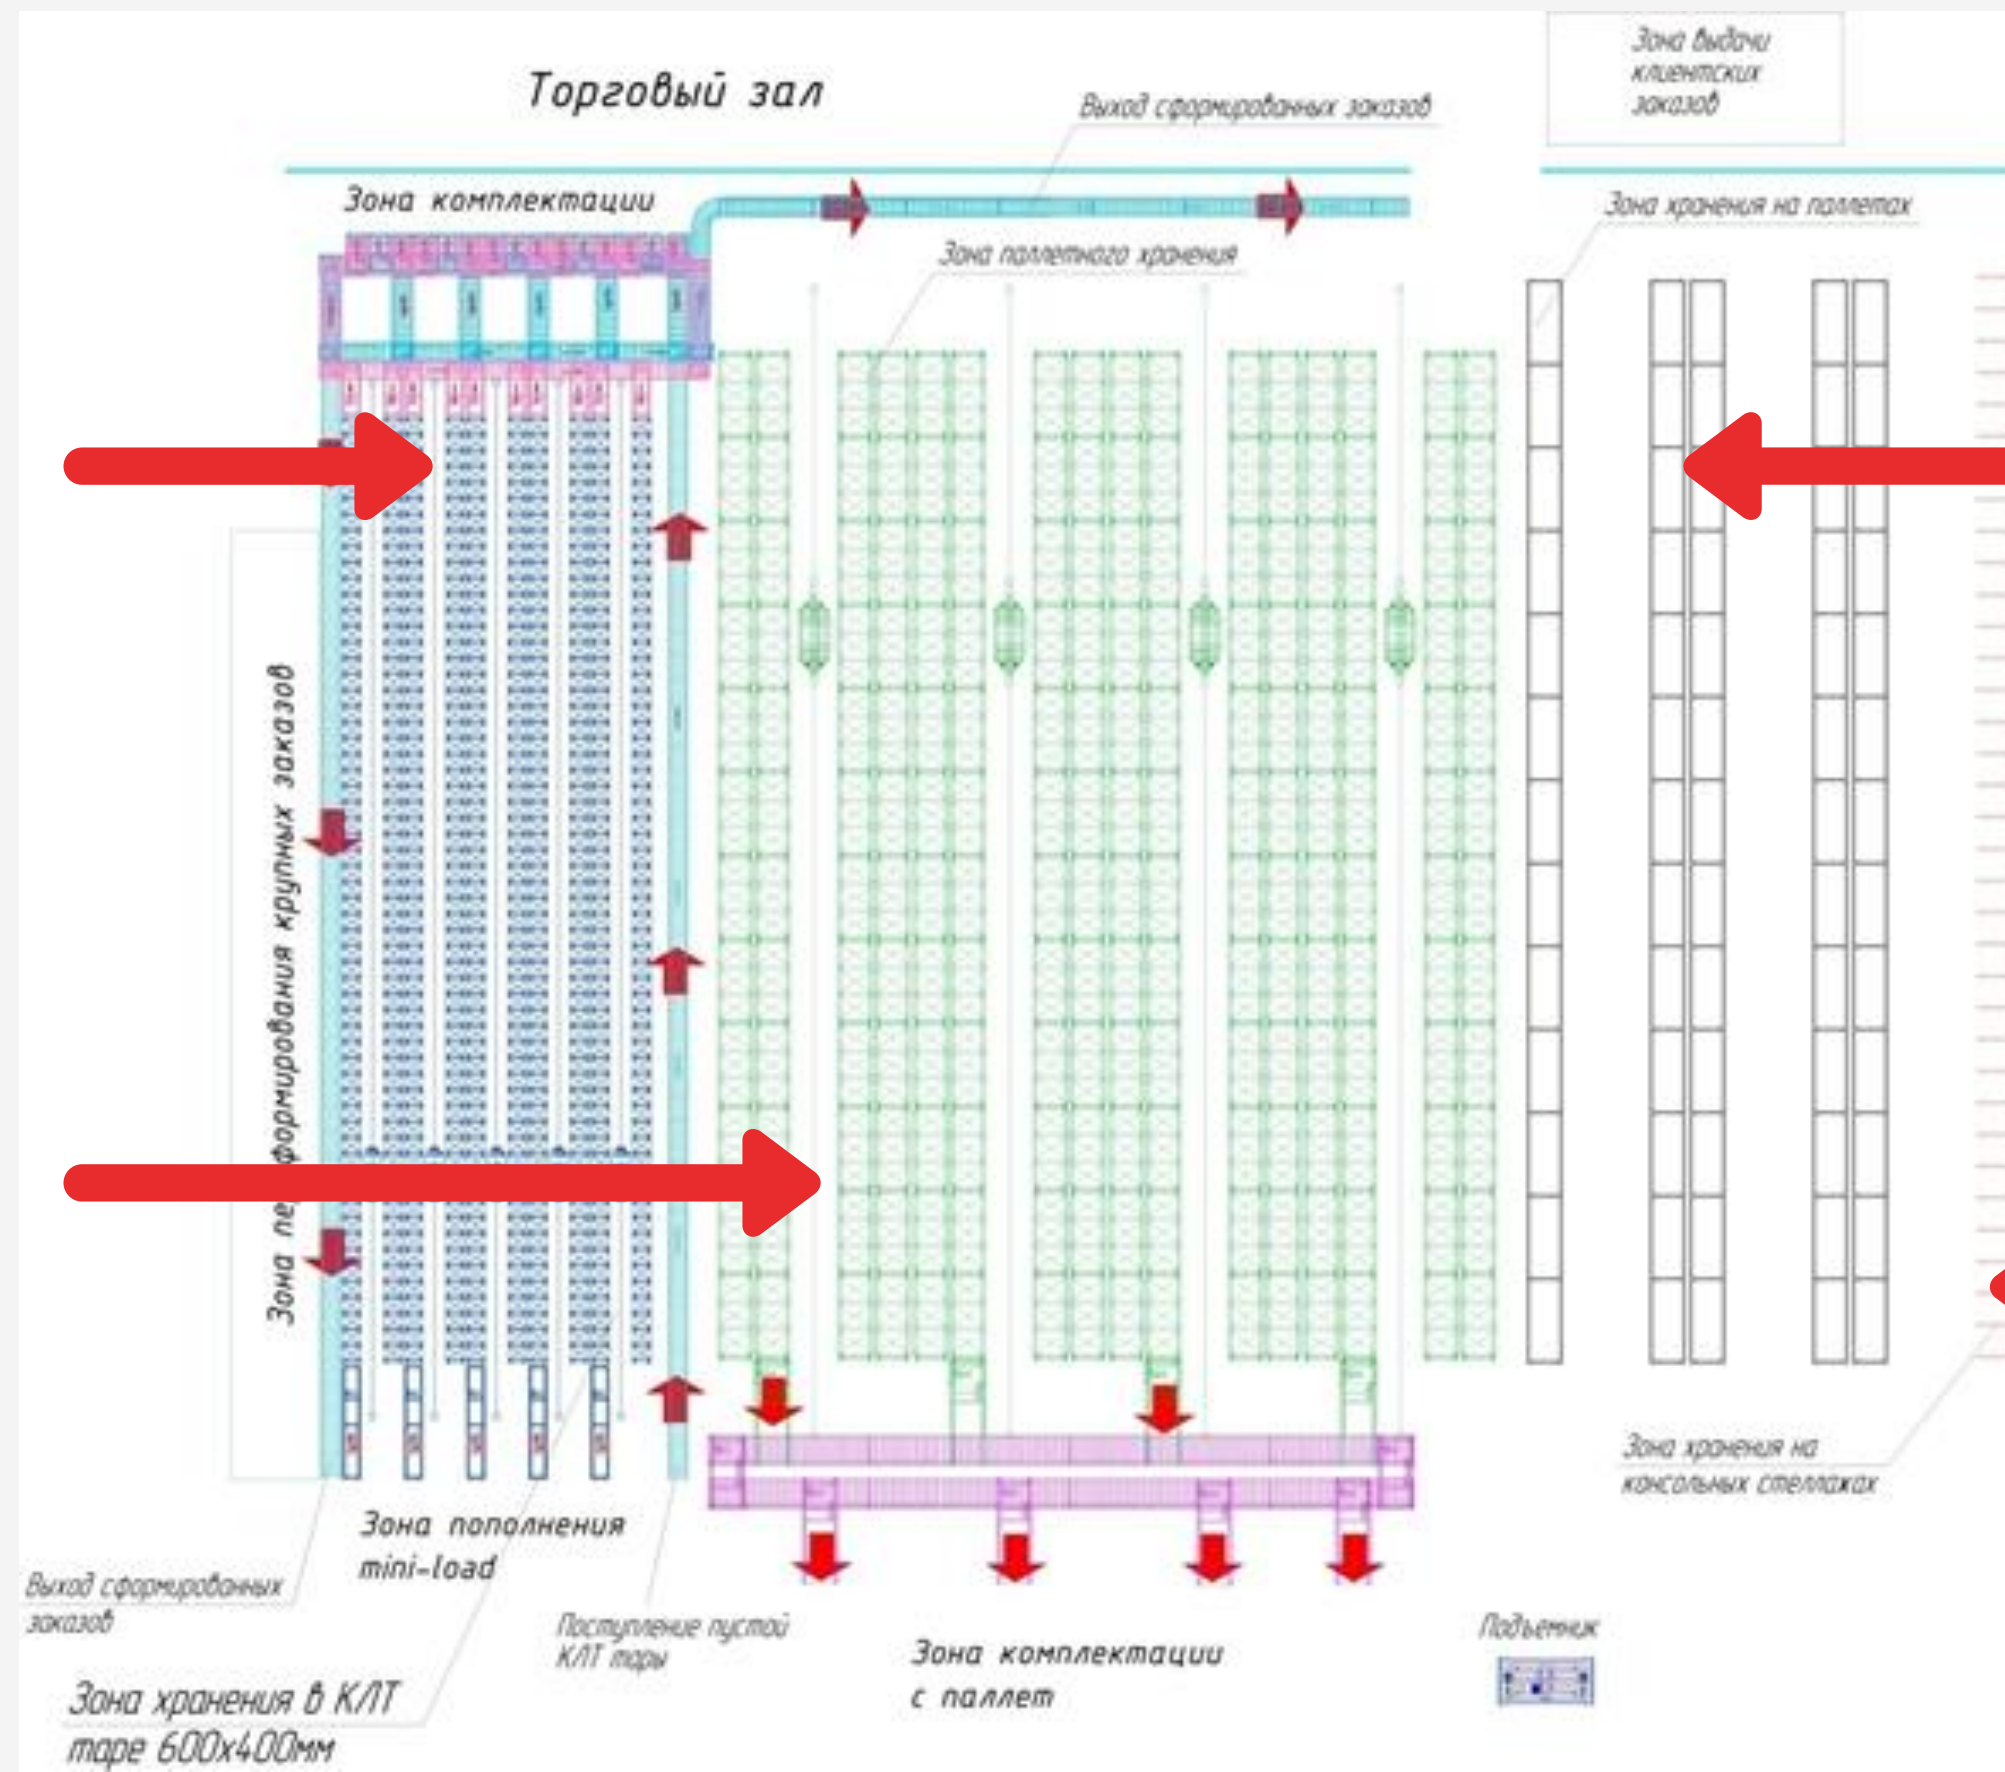 Зона выдачи
клиентских
заказов
Торговый зал
Выход сформированных заказов
Зона комплектации
Зона хранения на паллетах
Зона паллетного хранения
Зона пе формирования крупных заказов
Зона хранения на
консольных стеллажах
Зона пополнения
mini-load
Выход сформированных
заказов
Поступление пустой
КЛТ тары
Зона комплектации
с паллет
Подъемник
Зона хранения в КЛТ
таре 600х400мм